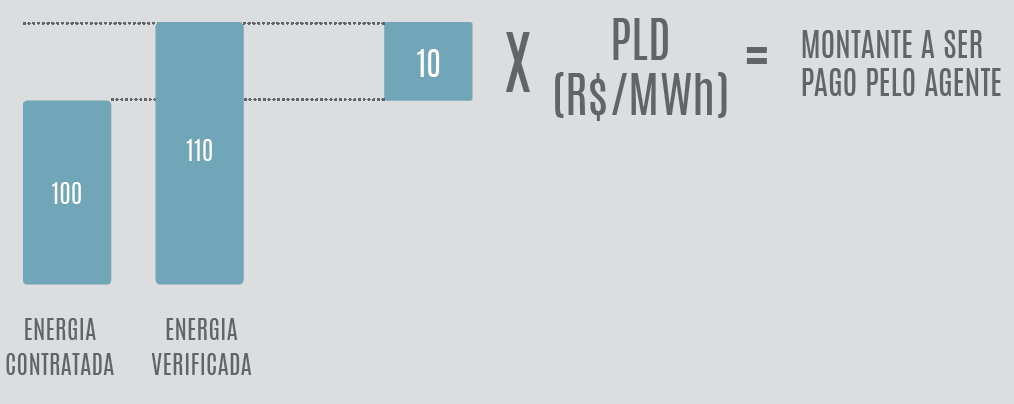 10
X
PLD
(R$/MWh)
=
MONTANTE A SER
PAGO PELO AGENTE
110
100
ENERGIA
CONTRATADA
ENERGIA
VERIFICADA